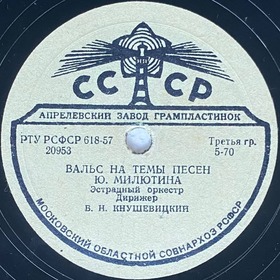 СССР
АПРЕЛЕВСКИЙ ЗАВОД ГРАМПЛАСТИНОК
РТУ РСФСР 618-57
20953
Третья гр.
5-70
ВАЛЬС НА ТЕМЫ ПЕСЕН
Ю. МИЛЮТИНА
Эстрадный оркестр
Дирижер
В. Н. КНУШЕВИЦКИЙ
МОСКОВСКИЙ ОБЛАСТНОЙ СОВНАРХОЗ РСФСР